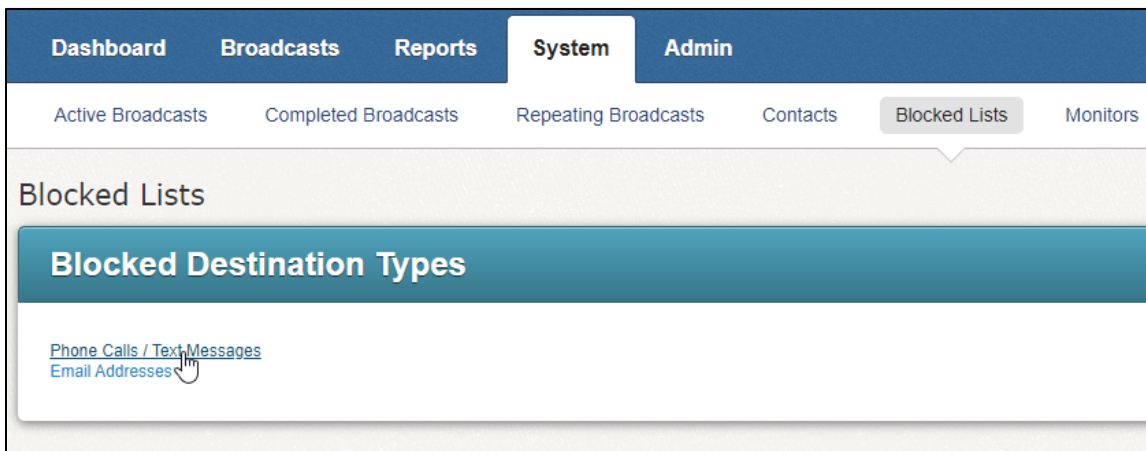 Dashboard Broadcasts Reports System Admin
Active Broadcasts Completed Broadcasts Repeating Broadcasts Contacts Blocked Lists Monitors
Blocked Lists
Blocked Destination Types
Phone Calls / Text Messages
Email Addresses